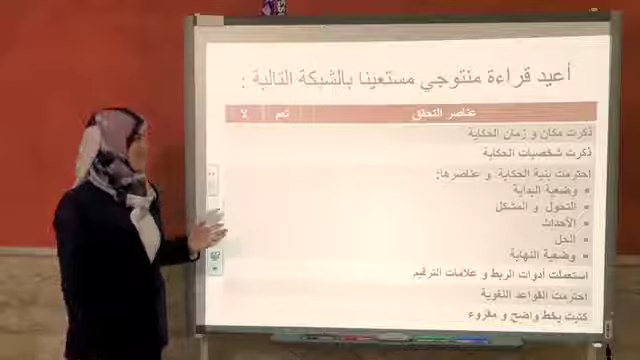 أعيد قراءة منتوجي مستعينا بالشبكة التالية :
عناصر التحقق نعم لا
ذكرت مكان و زمان الحكاية
ذكرت شخصيات الحكاية
احترمت بنية الحكاية و عناصرها:
وضعية البداية
التحول و المشكل
الأحداث
الحل
وضعية النهاية
استعملت أدوات الربط و علامات الترقيم
احترمت القواعد اللغوية
كتبت بخط واضح و مقروء